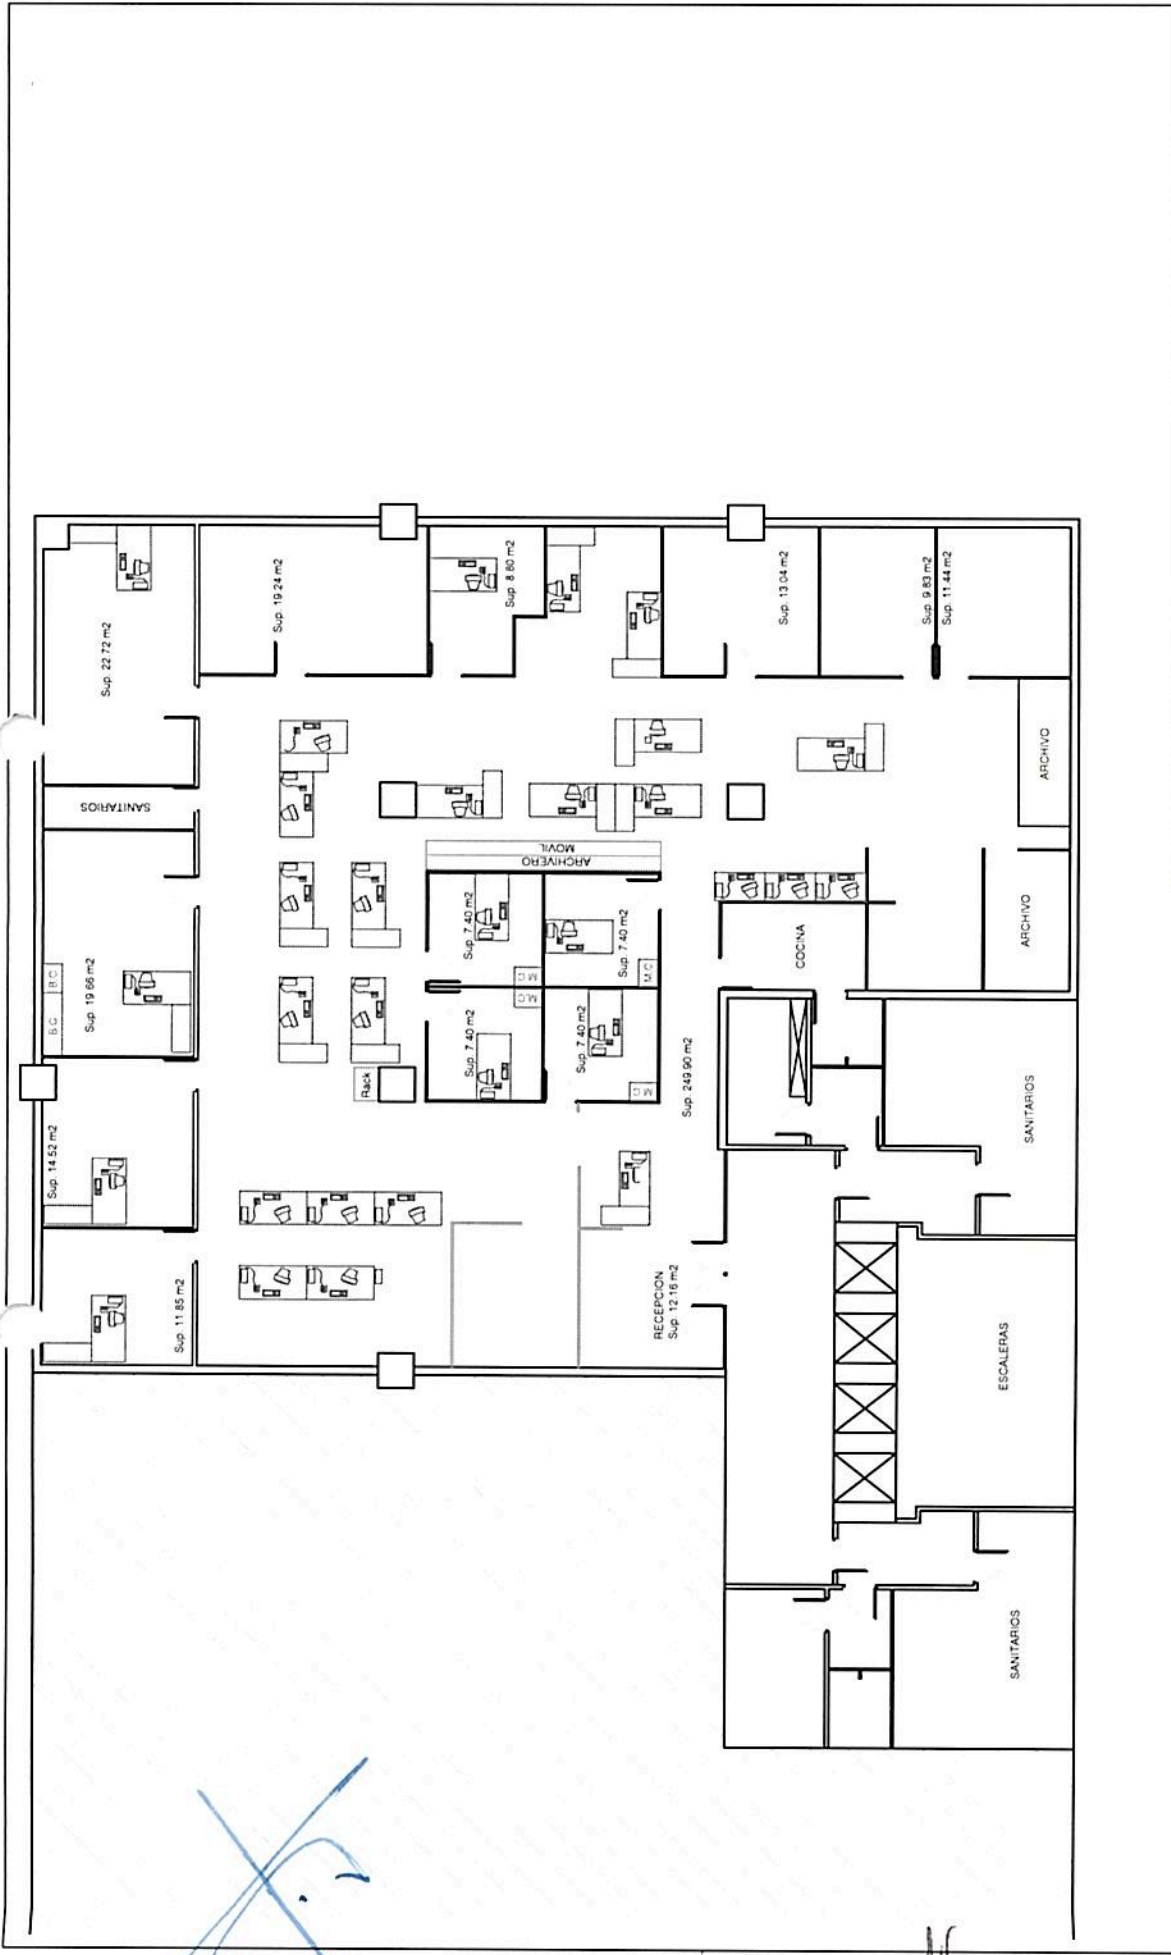 Sup. 22.72 m2
Sup. 19.24 m2
Sup. 8.80 m2
Sup. 13.04 m2
Sup. 9.83 m2
Sup. 11.44 m2
SANITARIOS
ARCHIVO
ARCHIVERO
MOVIL
B.C
B.C
Sup. 19.66 m2
Sup. 7.40 m2
M.C
Sup. 7.40 m2
M.C
COCINA
ARCHIVO
Sup. 7.40 m2
M.C
Sup. 7.40 m2
M.C
Rack
Sup. 249.90 m2
Sup. 14.52 m2
SANITARIOS
Sup. 11.85 m2
RECEPCION
Sup. 12.16 m2
ESCALERAS
SANITARIOS